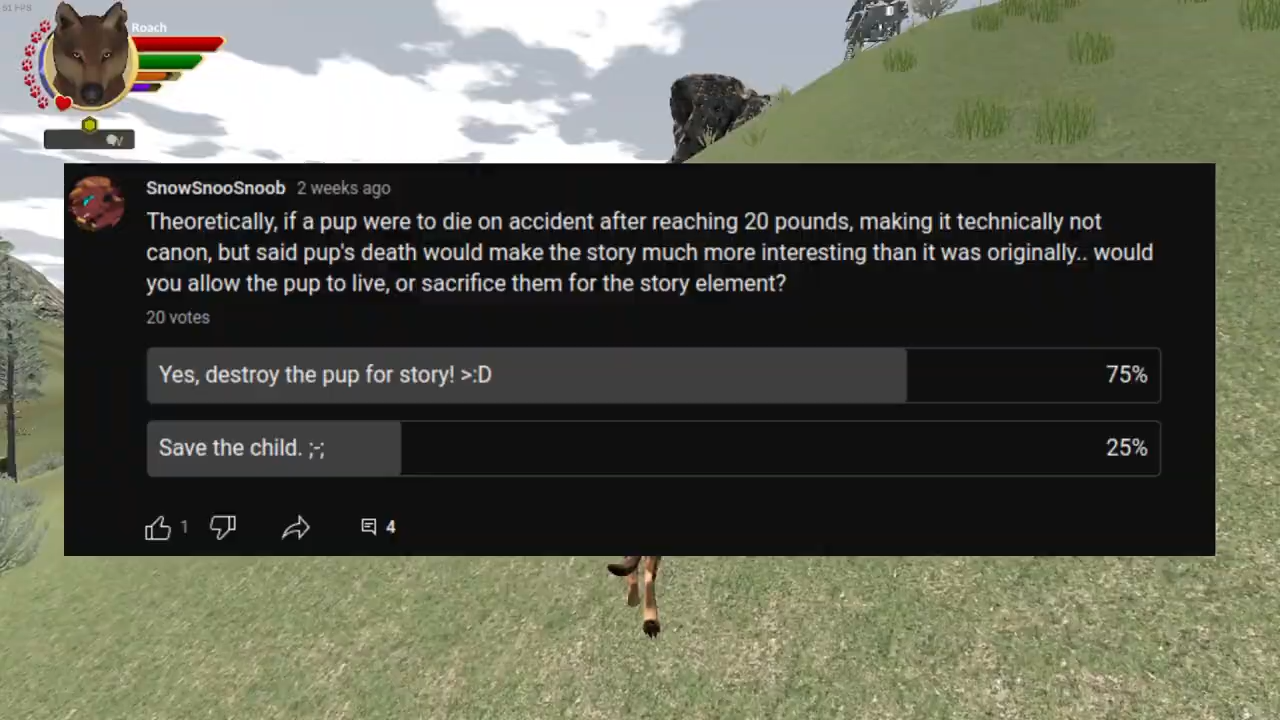 51 FPS
Roach
SnowSnooSnoob 2 weeks ago
Theoretically, if a pup were to die on accident after reaching 20 pounds, making it technically not
canon, but said pup's death would make the story much more interesting than it was originally.. would
you allow the pup to live, or sacrifice them for the story element?
20 votes
Yes, destroy the pup for story! >:D 75%
Save the child. ;-; 25%
1 4